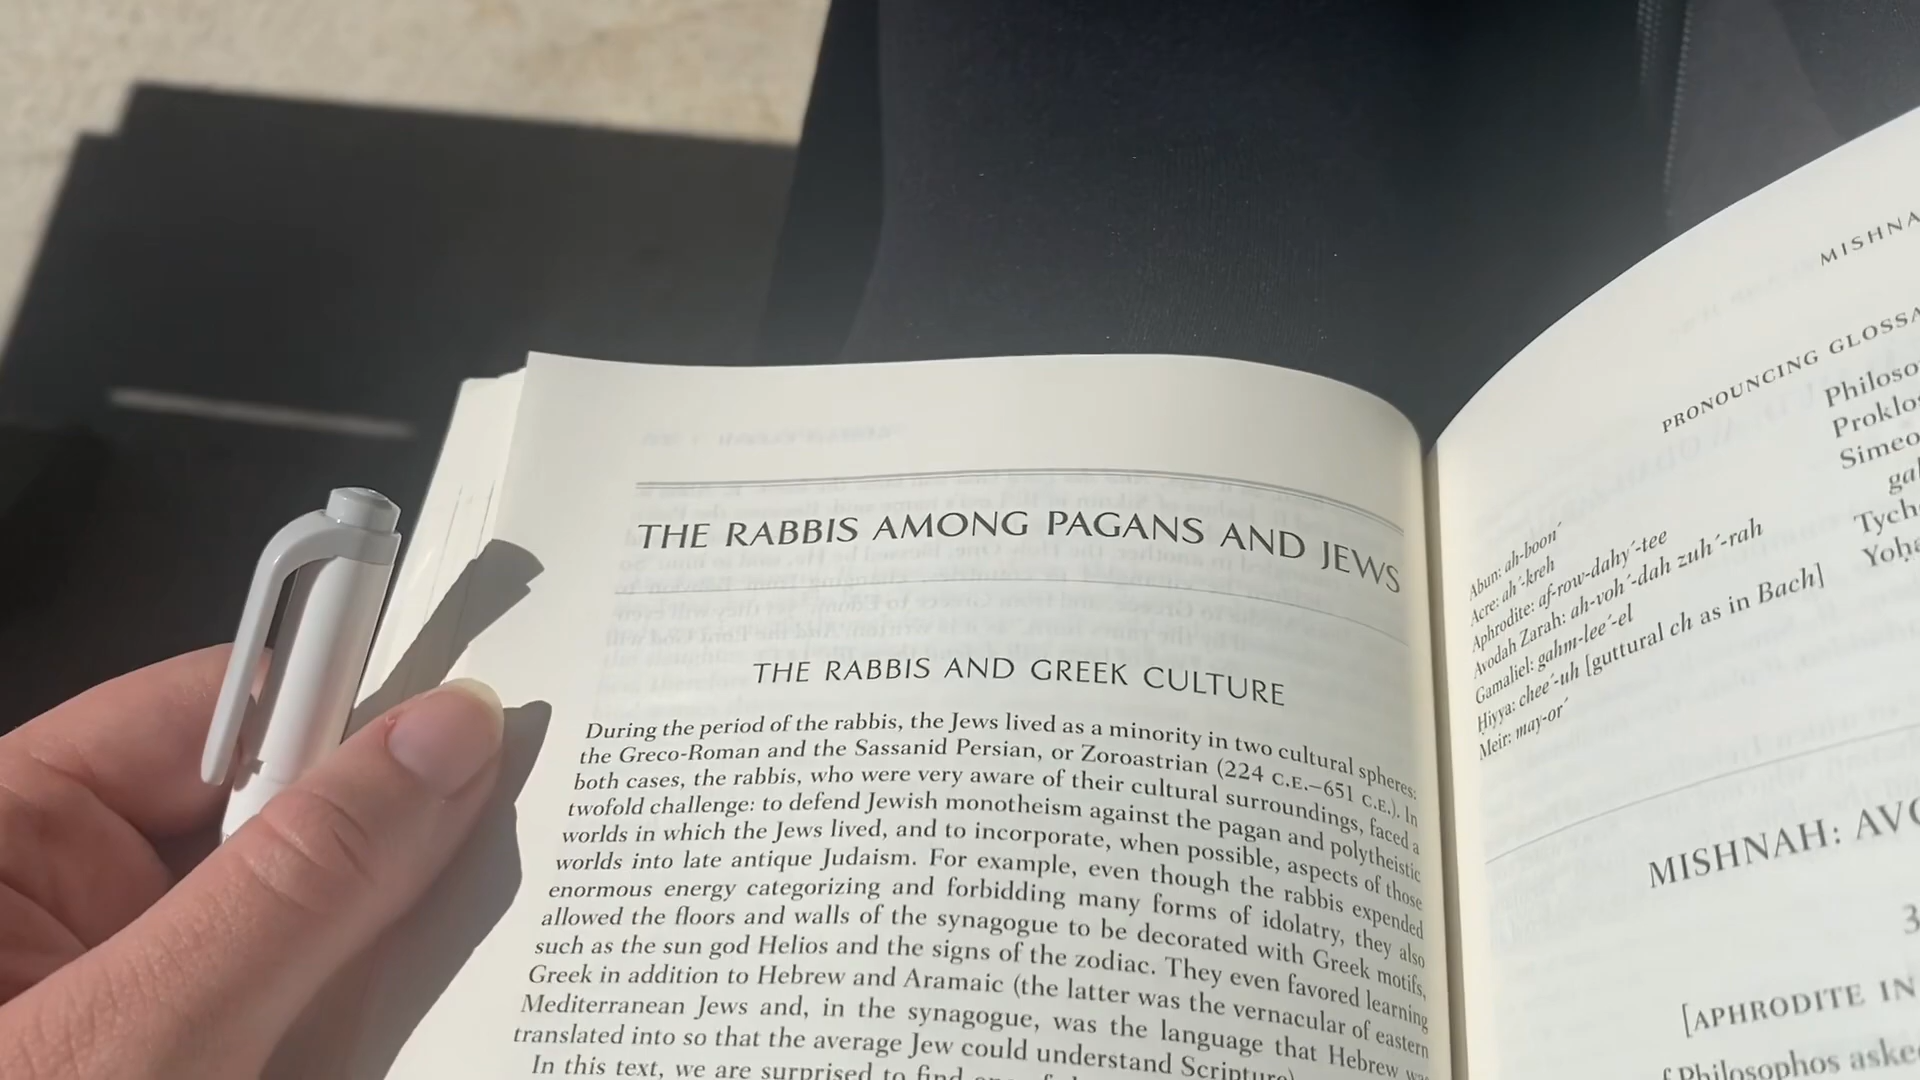 THE RABBIS AMONG PAGANS AND JEWS
THE RABBIS AND GREEK CULTURE
During the period of the rabbis, the Jews lived as a minority in two cultural spheres:
the Greco-Roman and the Sassanid Persian, or Zoroastrian (224 C.E.–651 C.E.). In
both cases, the rabbis, who were very aware of their cultural surroundings, faced a
twofold challenge: to defend Jewish monotheism against the pagan and polytheistic
worlds in which the Jews lived, and to incorporate, when possible, aspects of those
worlds into late antique Judaism. For example, even though the rabbis expended
enormous energy categorizing and forbidding many forms of idolatry, they also
allowed the floors and walls of the synagogue to be decorated with Greek motifs,
such as the sun god Helios and the signs of the zodiac. They even favored learning
Greek in addition to Hebrew and Aramaic (the latter was the vernacular of eastern
Mediterranean Jews and, in the synagogue, was the language that Hebrew was
translated into so that the average Jew could understand Scripture).
In this text, we are surprised to find one of
MISHNA
PRONOUNCING GLOSSA
Abun: ah-boon´
Acre: ah´-kreh
Aphrodite: af-row-dahy´-tee
Avodah Zarah: ah-voh´-dah zuh´-rah
Gamaliel: gahm-lee´-el
Ḥiyya: chee´-uh [guttural ch as in Bach]
Meir: may-or´
Philoso
Proklos
Simeo
gal
Tych
Yoḥa
MISHNAH: AVO
3
[APHRODITE IN
f Philosophos asked